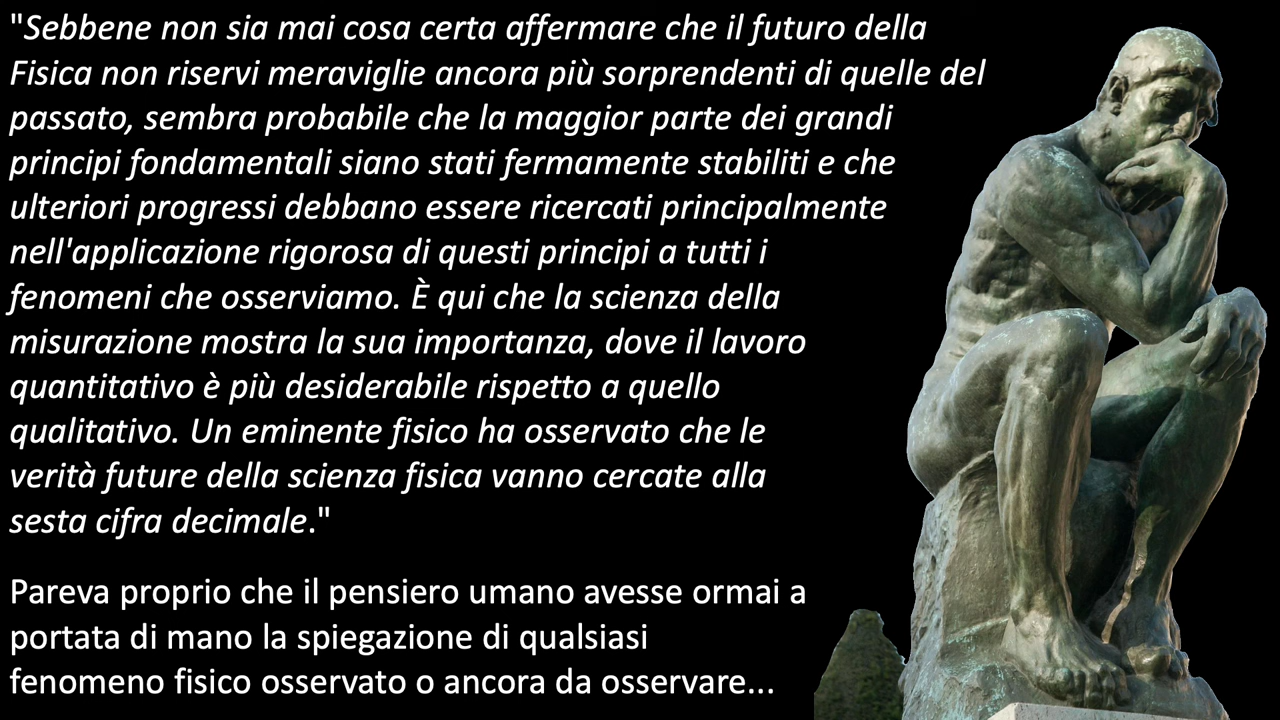 "Sebbene non sia mai cosa certa affermare che il futuro della
Fisica non riservi meraviglie ancora più sorprendenti di quelle del
passato, sembra probabile che la maggior parte dei grandi
principi fondamentali siano stati fermamente stabiliti e che
ulteriori progressi debbano essere ricercati principalmente
nell'applicazione rigorosa di questi principi a tutti i
fenomeni che osserviamo. È qui che la scienza della
misurazione mostra la sua importanza, dove il lavoro
quantitativo è più desiderabile rispetto a quello
qualitativo. Un eminente fisico ha osservato che le
verità future della scienza fisica vanno cercate alla
sesta cifra decimale."
Pareva proprio che il pensiero umano avesse ormai a
portata di mano la spiegazione di qualsiasi
fenomeno fisico osservato o ancora da osservare...